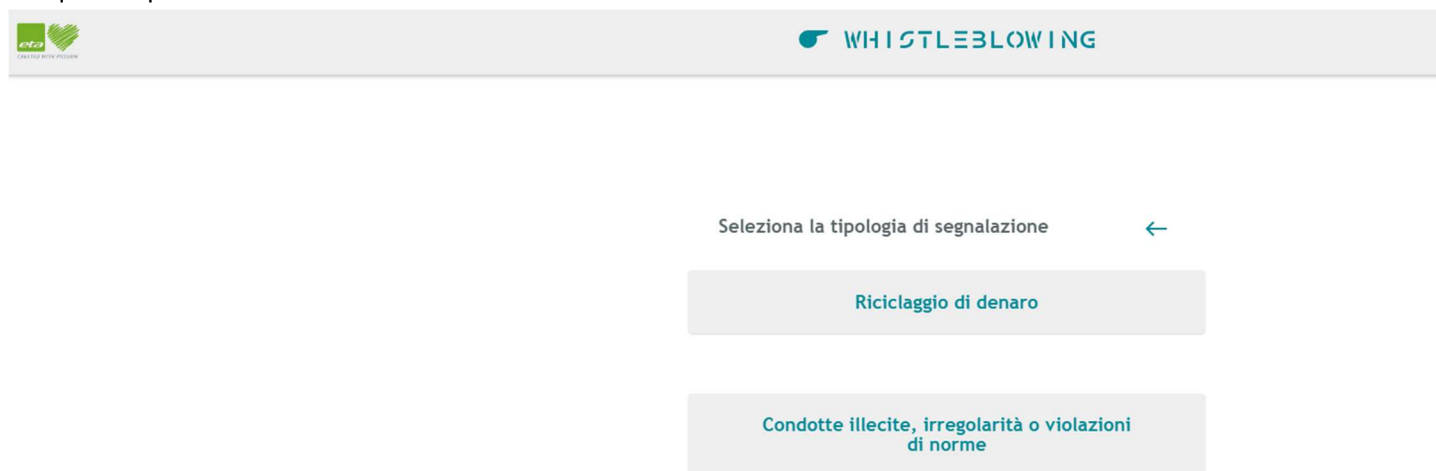 eta
WHISTLEBLOWING
Seleziona la tipologia di segnalazione
Riciclaggio di denaro
Condotte illecite, irregolarità o violazioni
di norme